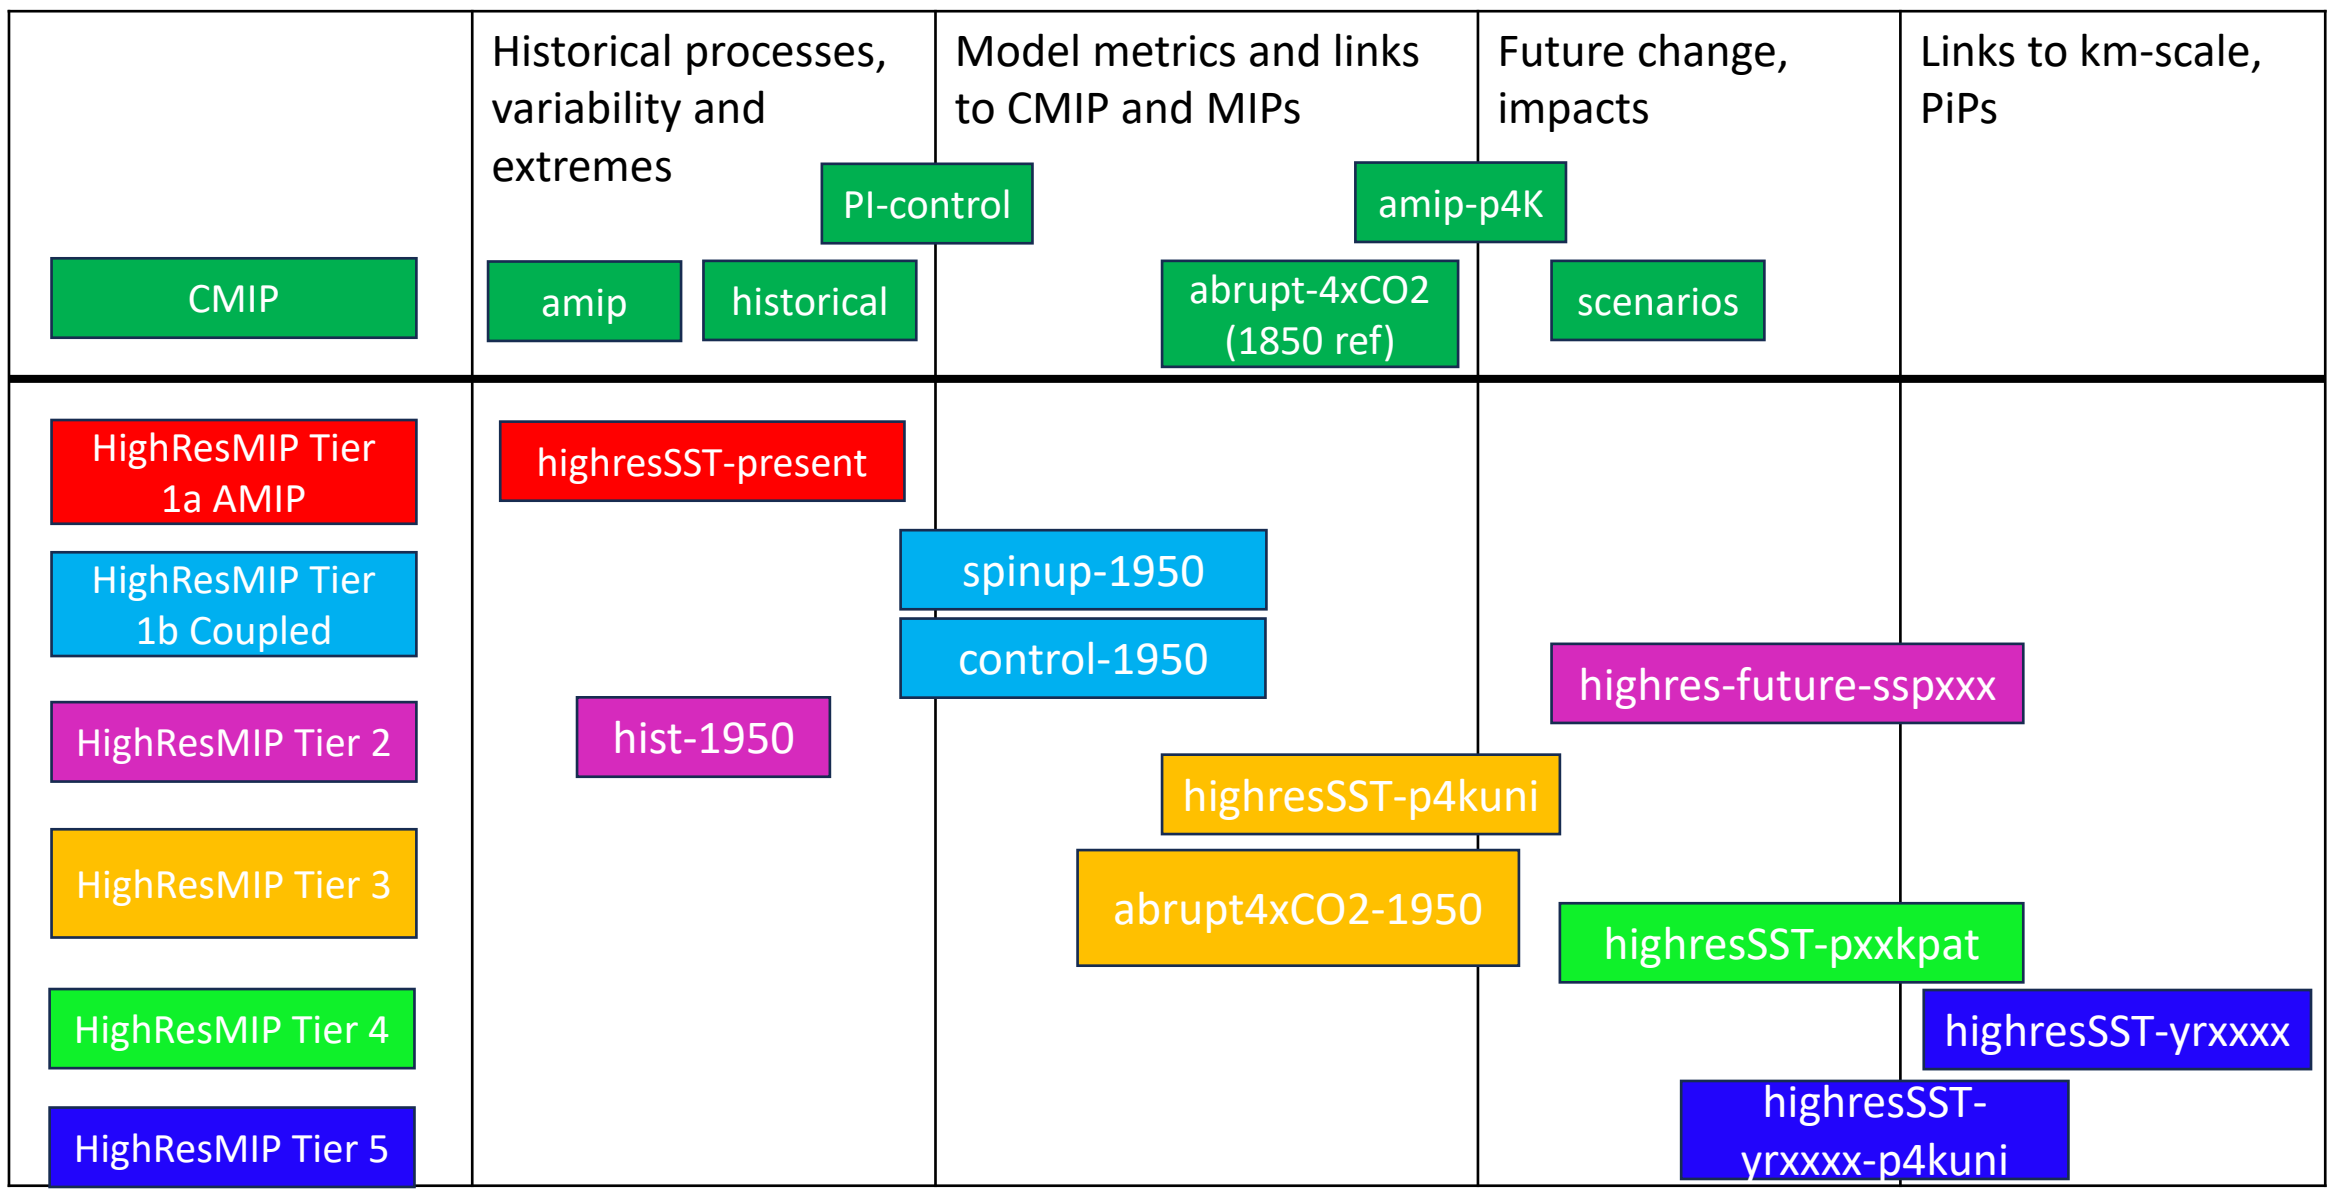 Historical processes,
variability and
extremes
Model metrics and links
to CMIP and MIPs
Future change,
impacts
Links to km-scale,
PiPs
PI-control
amip-p4K
CMIP
amip
historical
abrupt-4xCO2
(1850 ref)
scenarios
HighResMIP Tier
1a AMIP
highresSST-present
HighResMIP Tier
1b Coupled
spinup-1950
control-1950
highres-future-sspxxx
HighResMIP Tier 2
hist-1950
highresSST-p4kuni
HighResMIP Tier 3
abrupt4xCO2-1950
highresSST-pxxkpat
HighResMIP Tier 4
highresSST-yrxxxx
HighResMIP Tier 5
highresSST-
yrxxxx-p4kuni